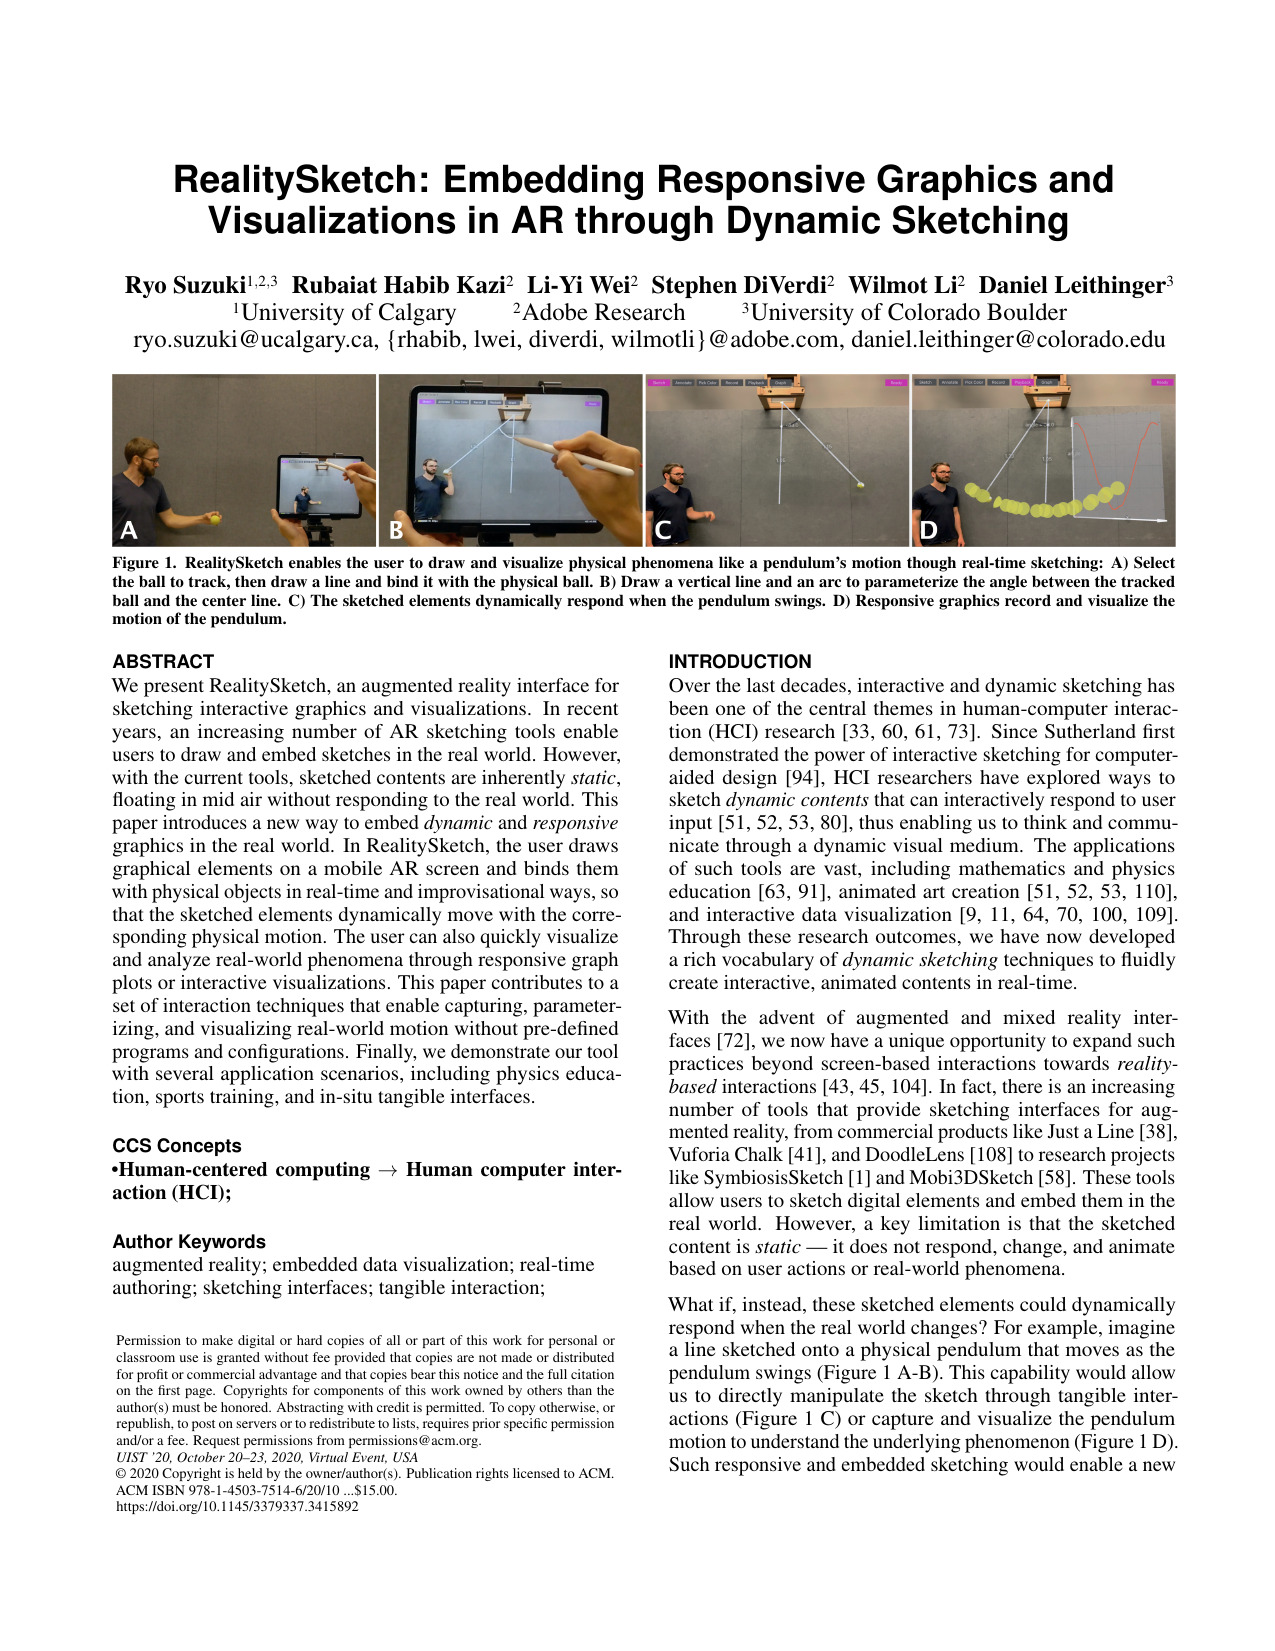 RealitySketch: Embedding Responsive Graphics and
Visualizations in AR through Dynamic Sketching
Ryo Suzuki1,2,3 Rubaiat Habib Kazi2 Li-Yi Wei2 Stephen DiVerdi2 Wilmot Li2 Daniel Leithinger3
1University of Calgary 2Adobe Research 3University of Colorado Boulder
ryo.suzuki@ucalgary.ca, {rhabib, lwei, diverdi, wilmotli}@adobe.com, daniel.leithinger@colorado.edu
A B C D
Figure 1. RealitySketch enables the user to draw and visualize physical phenomena like a pendulum's motion though real-time sketching: A) Select
the ball to track, then draw a line and bind it with the physical ball. B) Draw a vertical line and an arc to parameterize the angle between the tracked
ball and the center line. C) The sketched elements dynamically respond when the pendulum swings. D) Responsive graphics record and visualize the
motion of the pendulum.
ABSTRACT
We present RealitySketch, an augmented reality interface for
sketching interactive graphics and visualizations. In recent
years, an increasing number of AR sketching tools enable
users to draw and embed sketches in the real world. However,
with the current tools, sketched contents are inherently static,
floating in mid air without responding to the real world. This
paper introduces a new way to embed dynamic and responsive
graphics in the real world. In RealitySketch, the user draws
graphical elements on a mobile AR screen and binds them
with physical objects in real-time and improvisational ways, so
that the sketched elements dynamically move with the corre-
sponding physical motion. The user can also quickly visualize
and analyze real-world phenomena through responsive graph
plots or interactive visualizations. This paper contributes to a
set of interaction techniques that enable capturing, parameter-
izing, and visualizing real-world motion without pre-defined
programs and configurations. Finally, we demonstrate our tool
with several application scenarios, including physics educa-
tion, sports training, and in-situ tangible interfaces.
CCS Concepts
•Human-centered computing → Human computer inter-
action (HCI);
Author Keywords
augmented reality; embedded data visualization; real-time
authoring; sketching interfaces; tangible interaction;
Permission to make digital or hard copies of all or part of this work for personal or
classroom use is granted without fee provided that copies are not made or distributed
for profit or commercial advantage and that copies bear this notice and the full citation
on the first page. Copyrights for components of this work owned by others than the
author(s) must be honored. Abstracting with credit is permitted. To copy otherwise, or
republish, to post on servers or to redistribute to lists, requires prior specific permission
and/or a fee. Request permissions from permissions@acm.org.
UIST '20, October 20–23, 2020, Virtual Event, USA
© 2020 Copyright is held by the owner/author(s). Publication rights licensed to ACM.
ACM ISBN 978-1-4503-7514-6/20/10 ...$15.00.
https://doi.org/10.1145/3379337.3415892
INTRODUCTION
Over the last decades, interactive and dynamic sketching has
been one of the central themes in human-computer interac-
tion (HCI) research [33, 60, 61, 73]. Since Sutherland first
demonstrated the power of interactive sketching for computer-
aided design [94], HCI researchers have explored ways to
sketch dynamic contents that can interactively respond to user
input [51, 52, 53, 80], thus enabling us to think and commu-
nicate through a dynamic visual medium. The applications
of such tools are vast, including mathematics and physics
education [63, 91], animated art creation [51, 52, 53, 110],
and interactive data visualization [9, 11, 64, 70, 100, 109].
Through these research outcomes, we have now developed
a rich vocabulary of dynamic sketching techniques to fluidly
create interactive, animated contents in real-time.
With the advent of augmented and mixed reality inter-
faces [72], we now have a unique opportunity to expand such
practices beyond screen-based interactions towards reality-
based interactions [43, 45, 104]. In fact, there is an increasing
number of tools that provide sketching interfaces for aug-
mented reality, from commercial products like Just a Line [38],
Vuforia Chalk [41], and DoodleLens [108] to research projects
like SymbiosisSketch [1] and Mobi3DSketch [58]. These tools
allow users to sketch digital elements and embed them in the
real world. However, a key limitation is that the sketched
content is static — it does not respond, change, and animate
based on user actions or real-world phenomena.
What if, instead, these sketched elements could dynamically
respond when the real world changes? For example, imagine
a line sketched onto a physical pendulum that moves as the
pendulum swings (Figure 1 A-B). This capability would allow
us to directly manipulate the sketch through tangible inter-
actions (Figure 1 C) or capture and visualize the pendulum
motion to understand the underlying phenomenon (Figure 1 D).
Such responsive and embedded sketching would enable a new